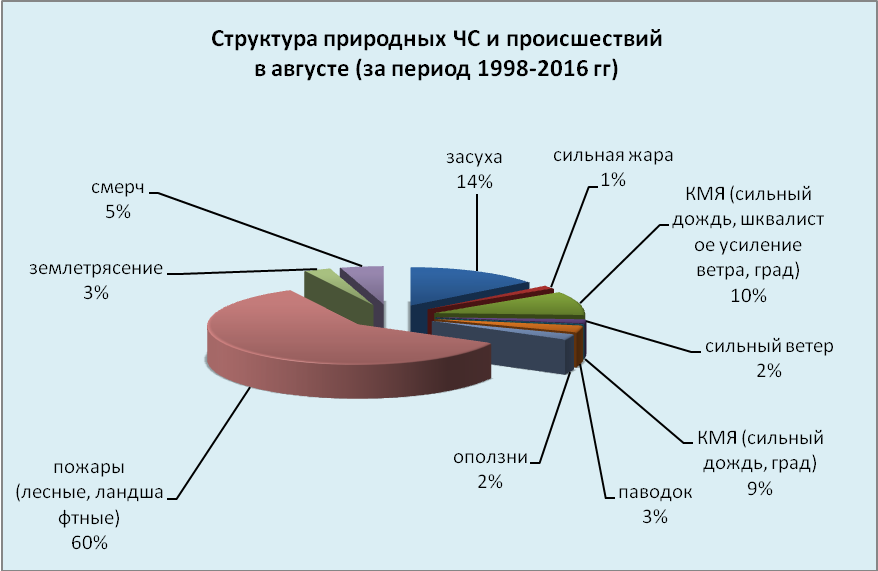 Структура природных ЧС и происшествий
в августе (за период 1998-2016 гг)
засуха
14%
сильная жара
1%
КМЯ (сильный
дождь, шквалист
ое усиление
ветра, град)
10%
сильный ветер
2%
КМЯ (сильный
дождь, град)
9%
паводок
3%
оползни
2%
пожары
(лесные, ландша
фтные)
60%
землетрясение
3%
смерч
5%